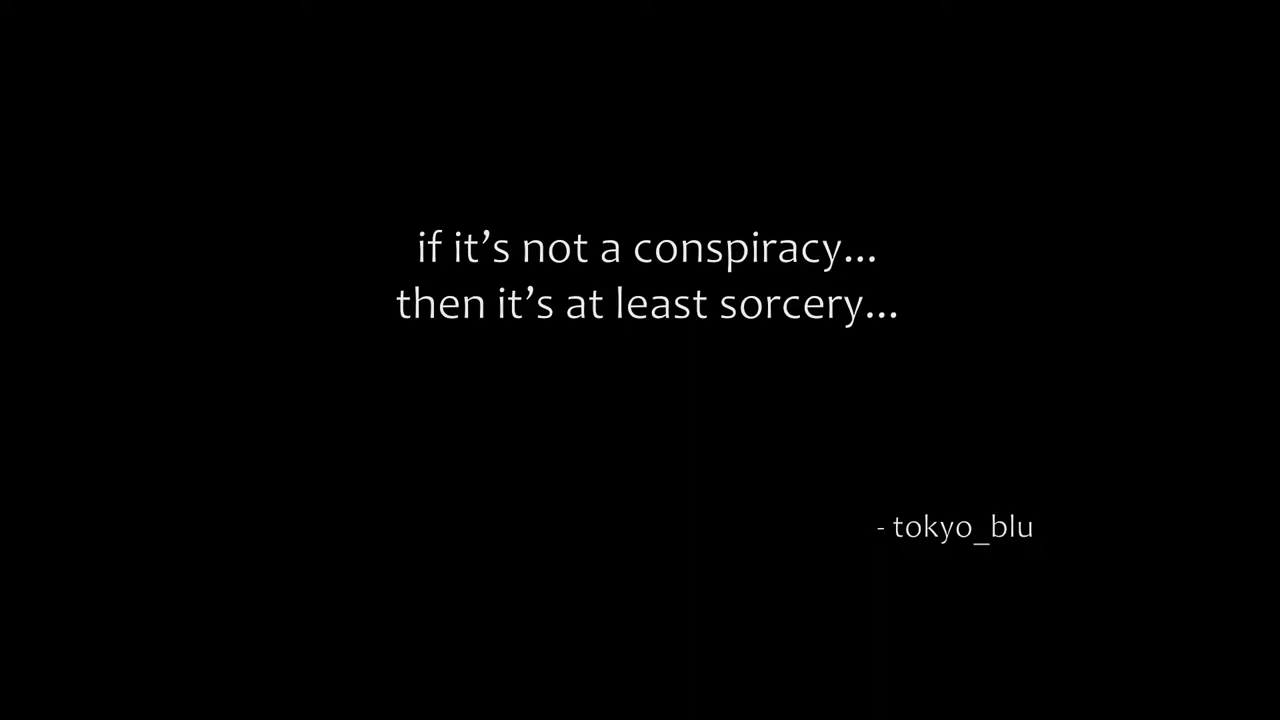 if it’s not a conspiracy...
then it’s at least sorcery...
- tokyo_blu